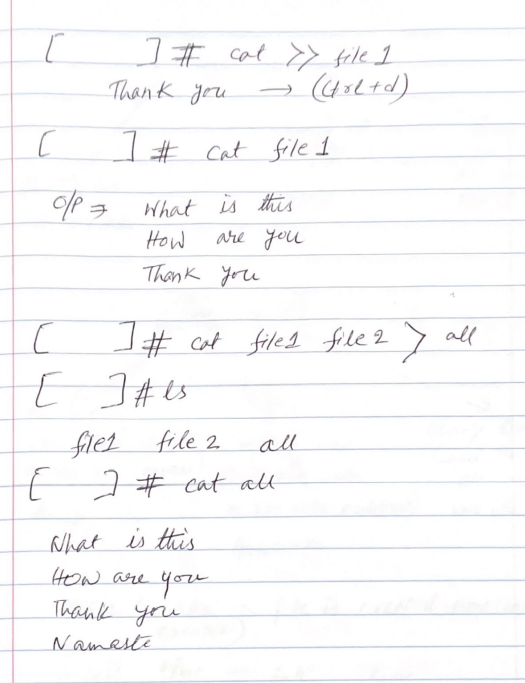 [ ] # cat >> file 1
Thank you → (Ctrl+d)
[ ] # cat file 1
O/P ⇒ What is this
How are you
Thank you
[ ] # cat file1 file 2 > all
[ ] # ls
file1 file 2 all
[ ] # cat all
What is this
How are you
Thank you
Namaste